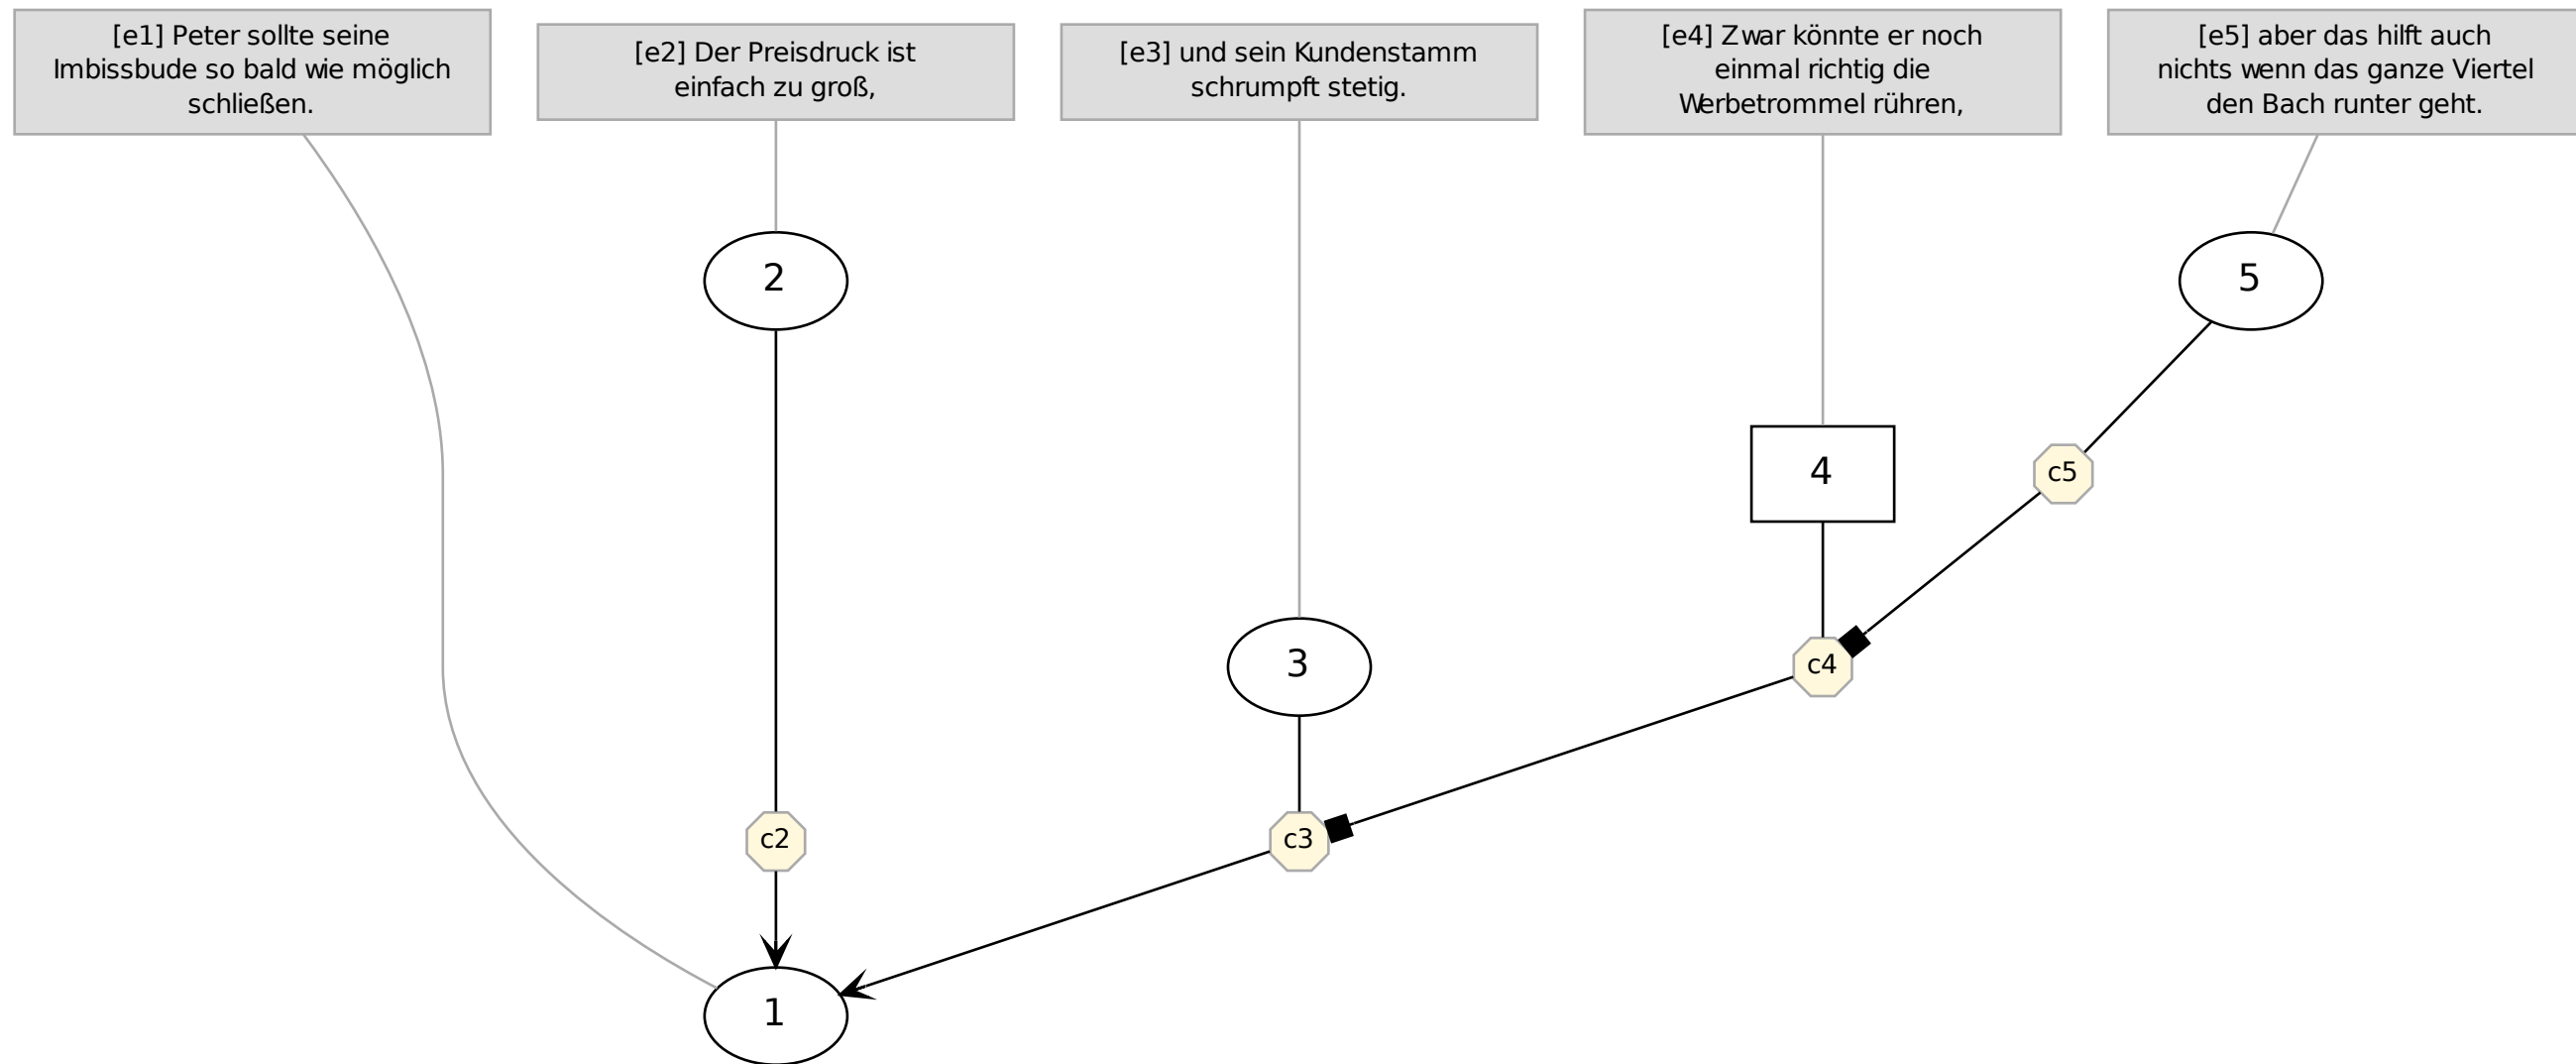 [e1] Peter sollte seine
Imbissbude so bald wie möglich
schließen.
[e2] Der Preisdruck ist
einfach zu groß,
[e3] und sein Kundenstamm
schrumpft stetig.
[e4] Zwar könnte er noch
einmal richtig die
Werbetrommel rühren,
[e5] aber das hilft auch
nichts wenn das ganze Viertel
den Bach runter geht.
2
5
4
c5
3
c4
c2
c3
1